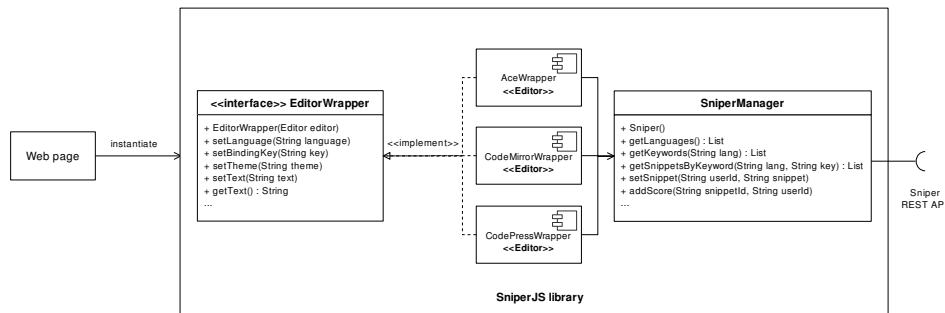 Web page
instantiate
<<interface>> EditorWrapper
+ EditorWrapper(Editor editor)
+ setLanguage(String language)
+ setBindingKey(String key)
+ setTheme(String theme)
+ setText(String text)
+ getText() : String
...
<<implement>>
AceWrapper
<<Editor>>
CodeMirrorWrapper
<<Editor>>
CodePressWrapper
<<Editor>>
SniperManager
+ Sniper()
+ getLanguages() : List
+ getKeywords(String lang) : List
+ getSnippetsByKeyword(String lang, String key) : List
+ setSnippet(String userId, String snippet)
+ addScore(String snippetId, String userId)
...
Sniper
REST AP
SniperJS library